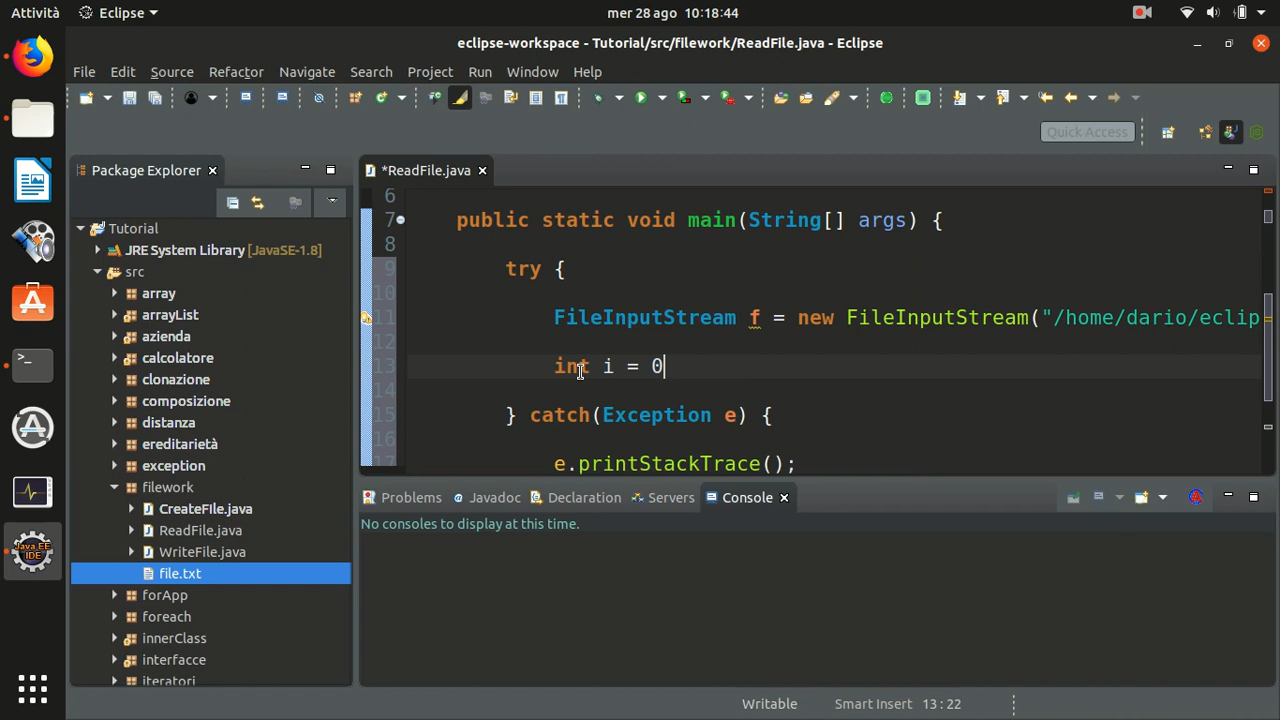 Attività Eclipse mer 28 ago 10:18:44
eclipse-workspace - Tutorial/src/filework/ReadFile.java - Eclipse
File Edit Source Refactor Navigate Search Project Run Window Help
Quick Access
Package Explorer
*ReadFile.java
Tutorial
JRE System Library [JavaSE-1.8]
src
array
arrayList
azienda
calcolatore
clonazione
composizione
distanza
ereditarietà
exception
filework
CreateFile.java
ReadFile.java
WriteFile.java
file.txt
forApp
foreach
innerClass
interfacce
iteratori
6
7 public static void main(String[] args) {
8
9 try {
10
11 FileInputStream f = new FileInputStream("/home/dario/eclip
12
13 int i = 0
14
15 } catch(Exception e) {
16
17 e.printStackTrace();
Problems Javadoc Declaration Servers Console
No consoles to display at this time.
Writable Smart Insert 13 : 22
Java EE
IDE